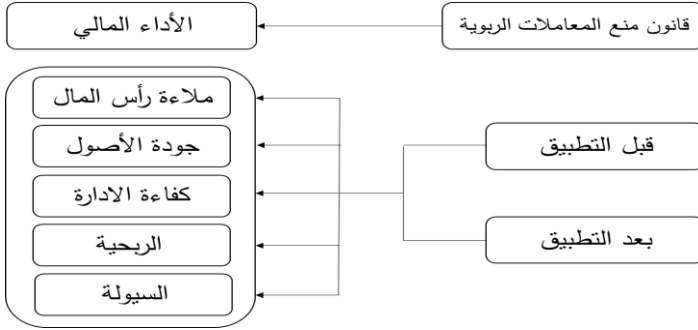 قانون منع المعاملات الربوية
الأداء المالي
قبل التطبيق
بعد التطبيق
ملاءة رأس المال
جودة الأصول
كفاءة الادارة
الربحية
السيولة